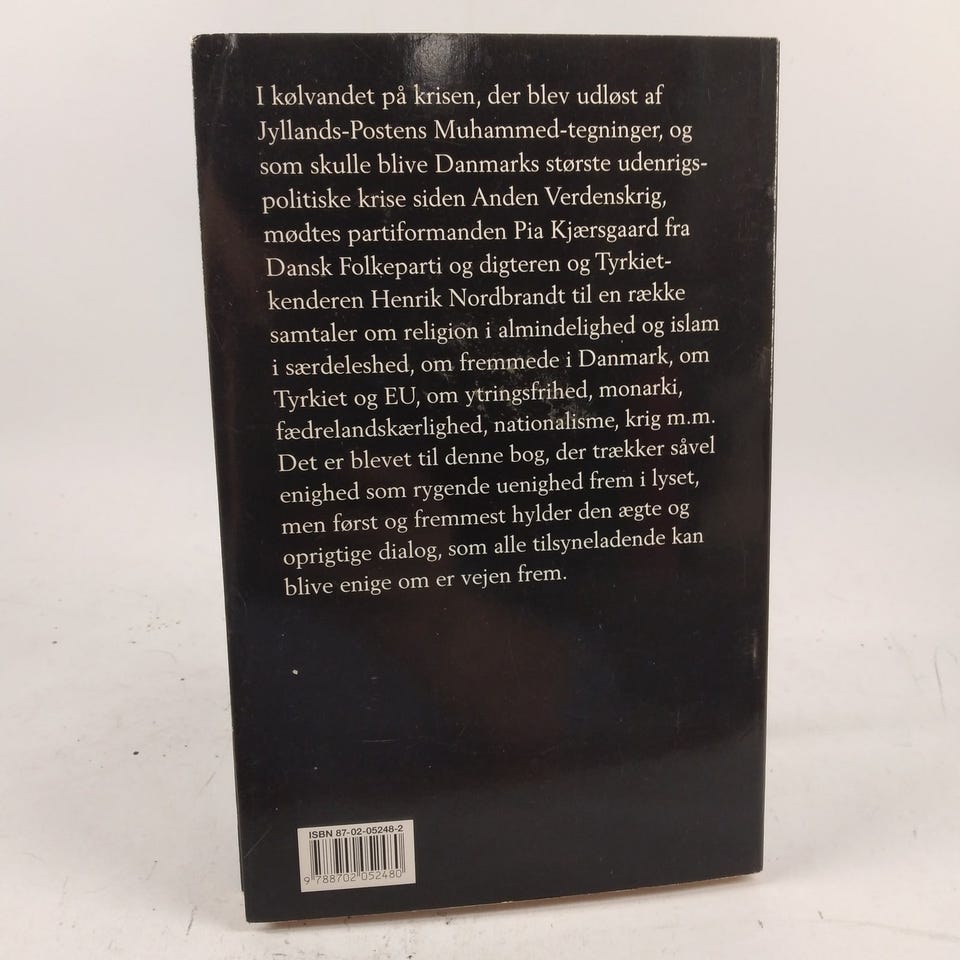 I kølvandet på krisen, der blev udløst af
Jyllands-Postens Muhammed-tegninger, og
som skulle blive Danmarks største udenrigs-
politiske krise siden Anden Verdenskrig,
mødtes partiformanden Pia Kjærsgaard fra
Dansk Folkeparti og digteren og Tyrkiet-
kenderen Henrik Nordbrandt til en række
samtaler om religion i almindelighed og islam
i særdeleshed, om fremmede i Danmark, om
Tyrkiet og EU, om ytringsfrihed, monarki,
fædrelandskærlighed, nationalisme, krig m.m.
Det er blevet til denne bog, der trækker såvel
enighed som rygende uenighed frem i lyset,
men først og fremmest hylder den ægte og
oprigtige dialog, som alle tilsyneladende kan
blive enige om er vejen frem.
ISBN 87-02-05248-2
9 788702 052480